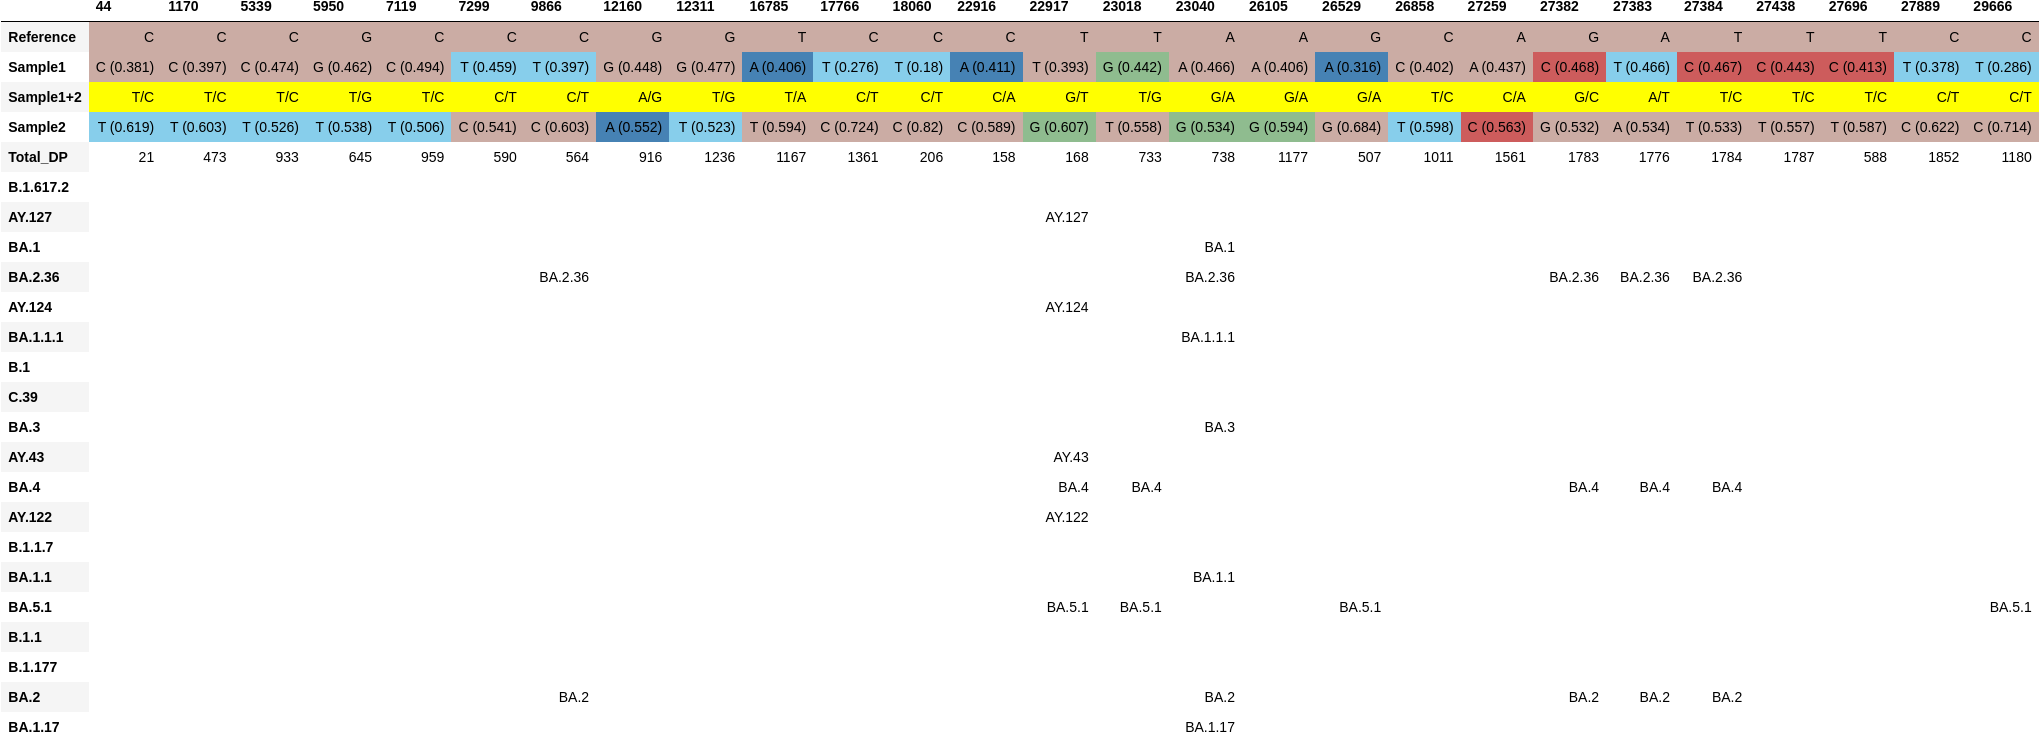 44 1170 5339 5950 7119 7299 9866 12160 12311 16785 17766 18060 22916 22917 23018 23040 26105 26529 26858 27259 27382 27383 27384 27438 27696 27889 29666
Reference C C C G C C C G G T C C C T T A A G C A G A T T T C C
Sample1 C (0.381) C (0.397) C (0.474) G (0.462) C (0.494) T (0.459) T (0.397) G (0.448) G (0.477) A (0.406) T (0.276) T (0.18) A (0.411) T (0.393) G (0.442) A (0.466) A (0.406) A (0.316) C (0.402) A (0.437) C (0.468) T (0.466) C (0.467) C (0.443) C (0.413) T (0.378) T (0.286)
Sample1+2 T/C T/C T/C T/G T/C C/T C/T A/G T/G T/A C/T C/T C/A G/T T/G G/A G/A G/A T/C C/A G/C A/T T/C T/C T/C C/T C/T
Sample2 T (0.619) T (0.603) T (0.526) T (0.538) T (0.506) C (0.541) C (0.603) A (0.552) T (0.523) T (0.594) C (0.724) C (0.82) C (0.589) G (0.607) T (0.558) G (0.534) G (0.594) G (0.684) T (0.598) C (0.563) G (0.532) A (0.534) T (0.533) T (0.557) T (0.587) C (0.622) C (0.714)
Total_DP 21 473 933 645 959 590 564 916 1236 1167 1361 206 158 168 733 738 1177 507 1011 1561 1783 1776 1784 1787 588 1852 1180
B.1.617.2
AY.127 AY.127
BA.1 BA.1
BA.2.36 BA.2.36 BA.2.36 BA.2.36 BA.2.36 BA.2.36
AY.124 AY.124
BA.1.1.1 BA.1.1.1
B.1
C.39
BA.3 BA.3
AY.43 AY.43
BA.4 BA.4 BA.4 BA.4 BA.4 BA.4
AY.122 AY.122
B.1.1.7
BA.1.1 BA.1.1
BA.5.1 BA.5.1 BA.5.1 BA.5.1 BA.5.1
B.1.1
B.1.177
BA.2 BA.2 BA.2 BA.2 BA.2 BA.2
BA.1.17 BA.1.17